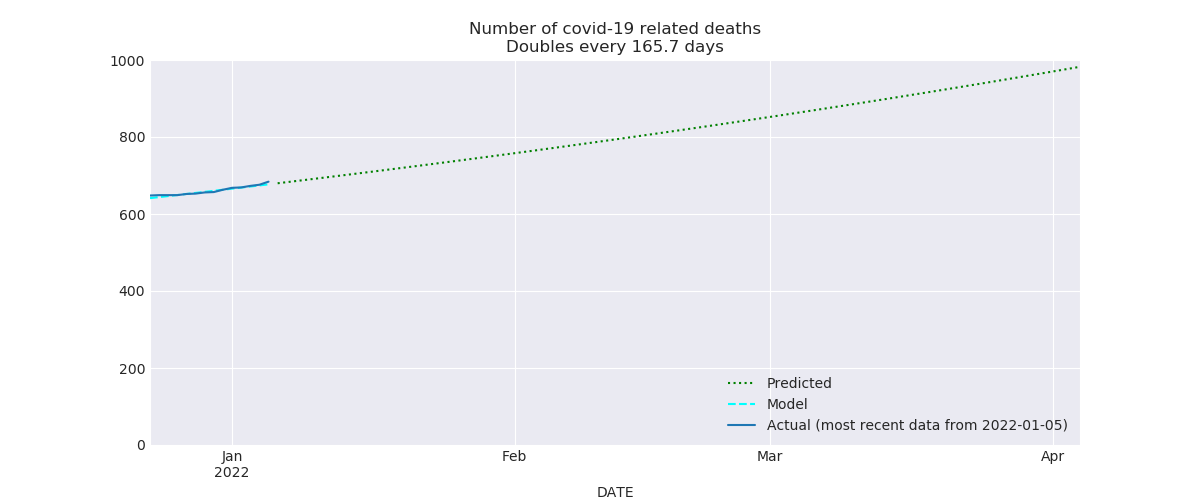 Number of covid-19 related deaths
Doubles every 165.7 days
1000
800
600
400
200
0
Predicted
Model
Actual (most recent data from 2022-01-05)
Jan
2022
Feb
Mar
Apr
DATE